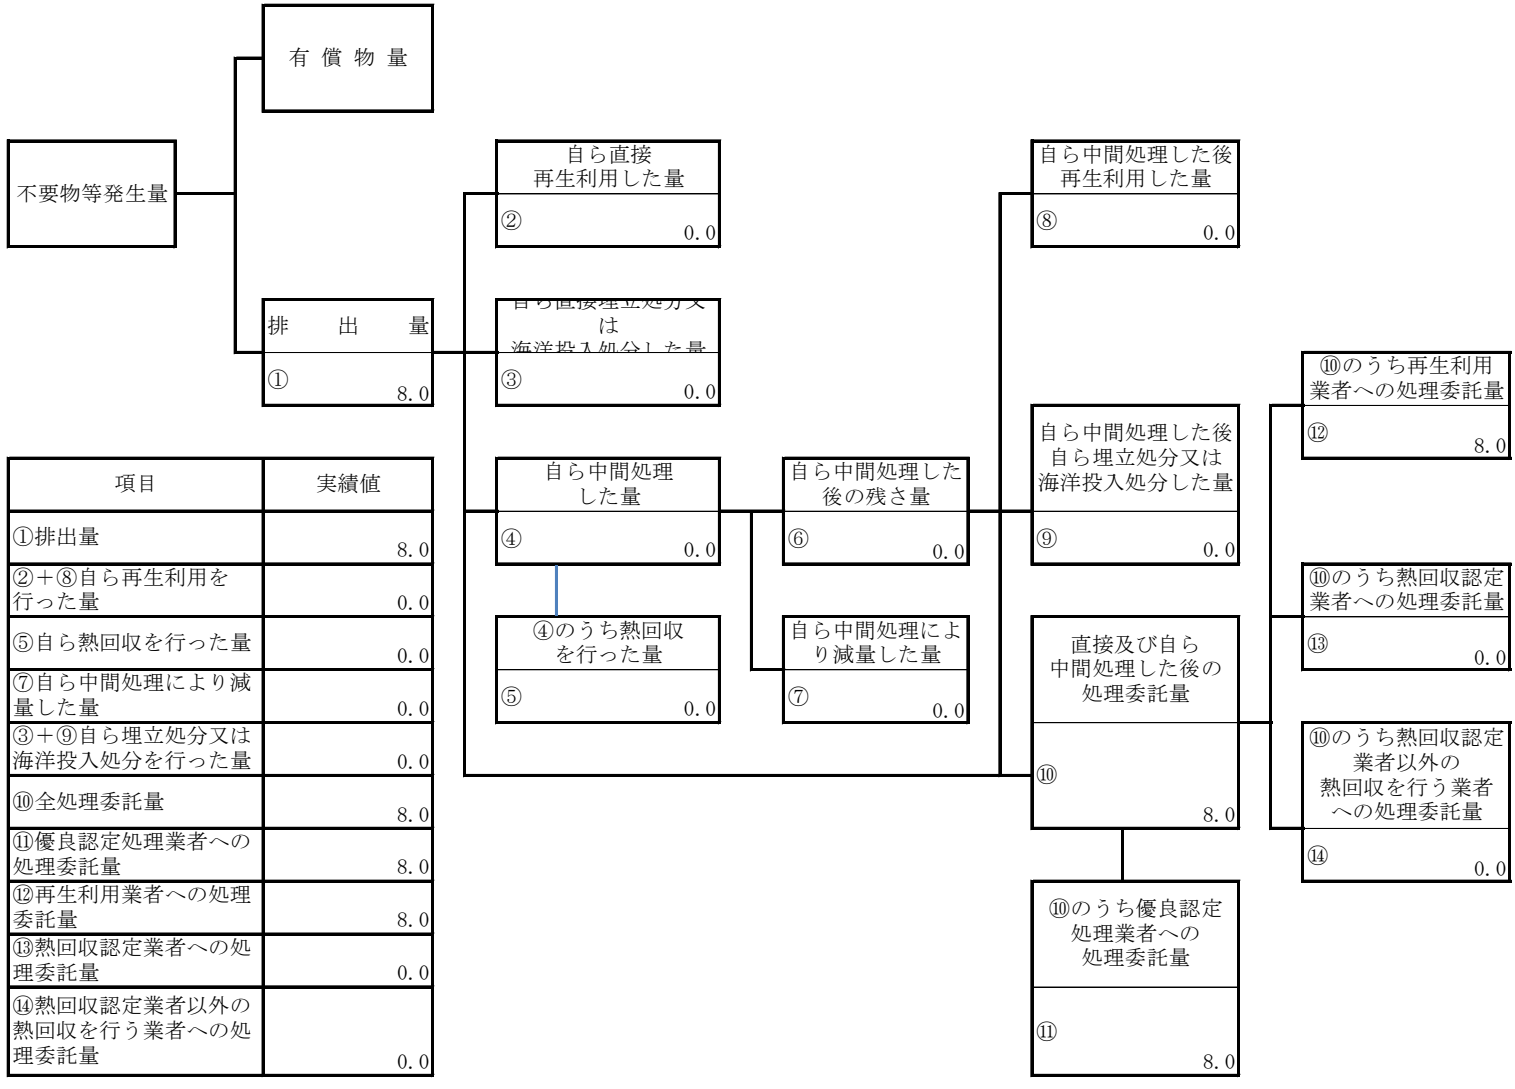 有償物量
不要物等発生量
排出量
①
8.0
自ら直接
再生利用した量
②
0.0
自ら直接埋立処分又
は
海洋投入処分した量
③
0.0
自ら中間処理
した量
④
0.0
④のうち熱回収
を行った量
⑤
0.0
自ら中間処理した
後の残さ量
⑥
0.0
自ら中間処理によ
り減量した量
⑦
0.0
自ら中間処理した後
再生利用した量
⑧
0.0
自ら中間処理した後
自ら埋立処分又は
海洋投入処分した量
⑨
0.0
直接及び自ら
中間処理した後の
処理委託量
⑩
8.0
⑩のうち優良認定
処理業者への
処理委託量
⑪
8.0
⑩のうち再生利用
業者への処理委託量
⑫
8.0
⑩のうち熱回収認定
業者への処理委託量
⑬
0.0
⑩のうち熱回収認定
業者以外の
熱回収を行う業者
への処理委託量
⑭
0.0
項目 実績値
①排出量
8.0
②＋⑧自ら再生利用を
行った量 0.0
⑤自ら熱回収を行った量
0.0
⑦自ら中間処理により減
量した量 0.0
③＋⑨自ら埋立処分又は
海洋投入処分を行った量 0.0
⑩全処理委託量
8.0
⑪優良認定処理業者への
処理委託量 8.0
⑫再生利用業者への処理
委託量 8.0
⑬熱回収認定業者への処
理委託量 0.0
⑭熱回収認定業者以外の
熱回収を行う業者への処
理委託量 0.0